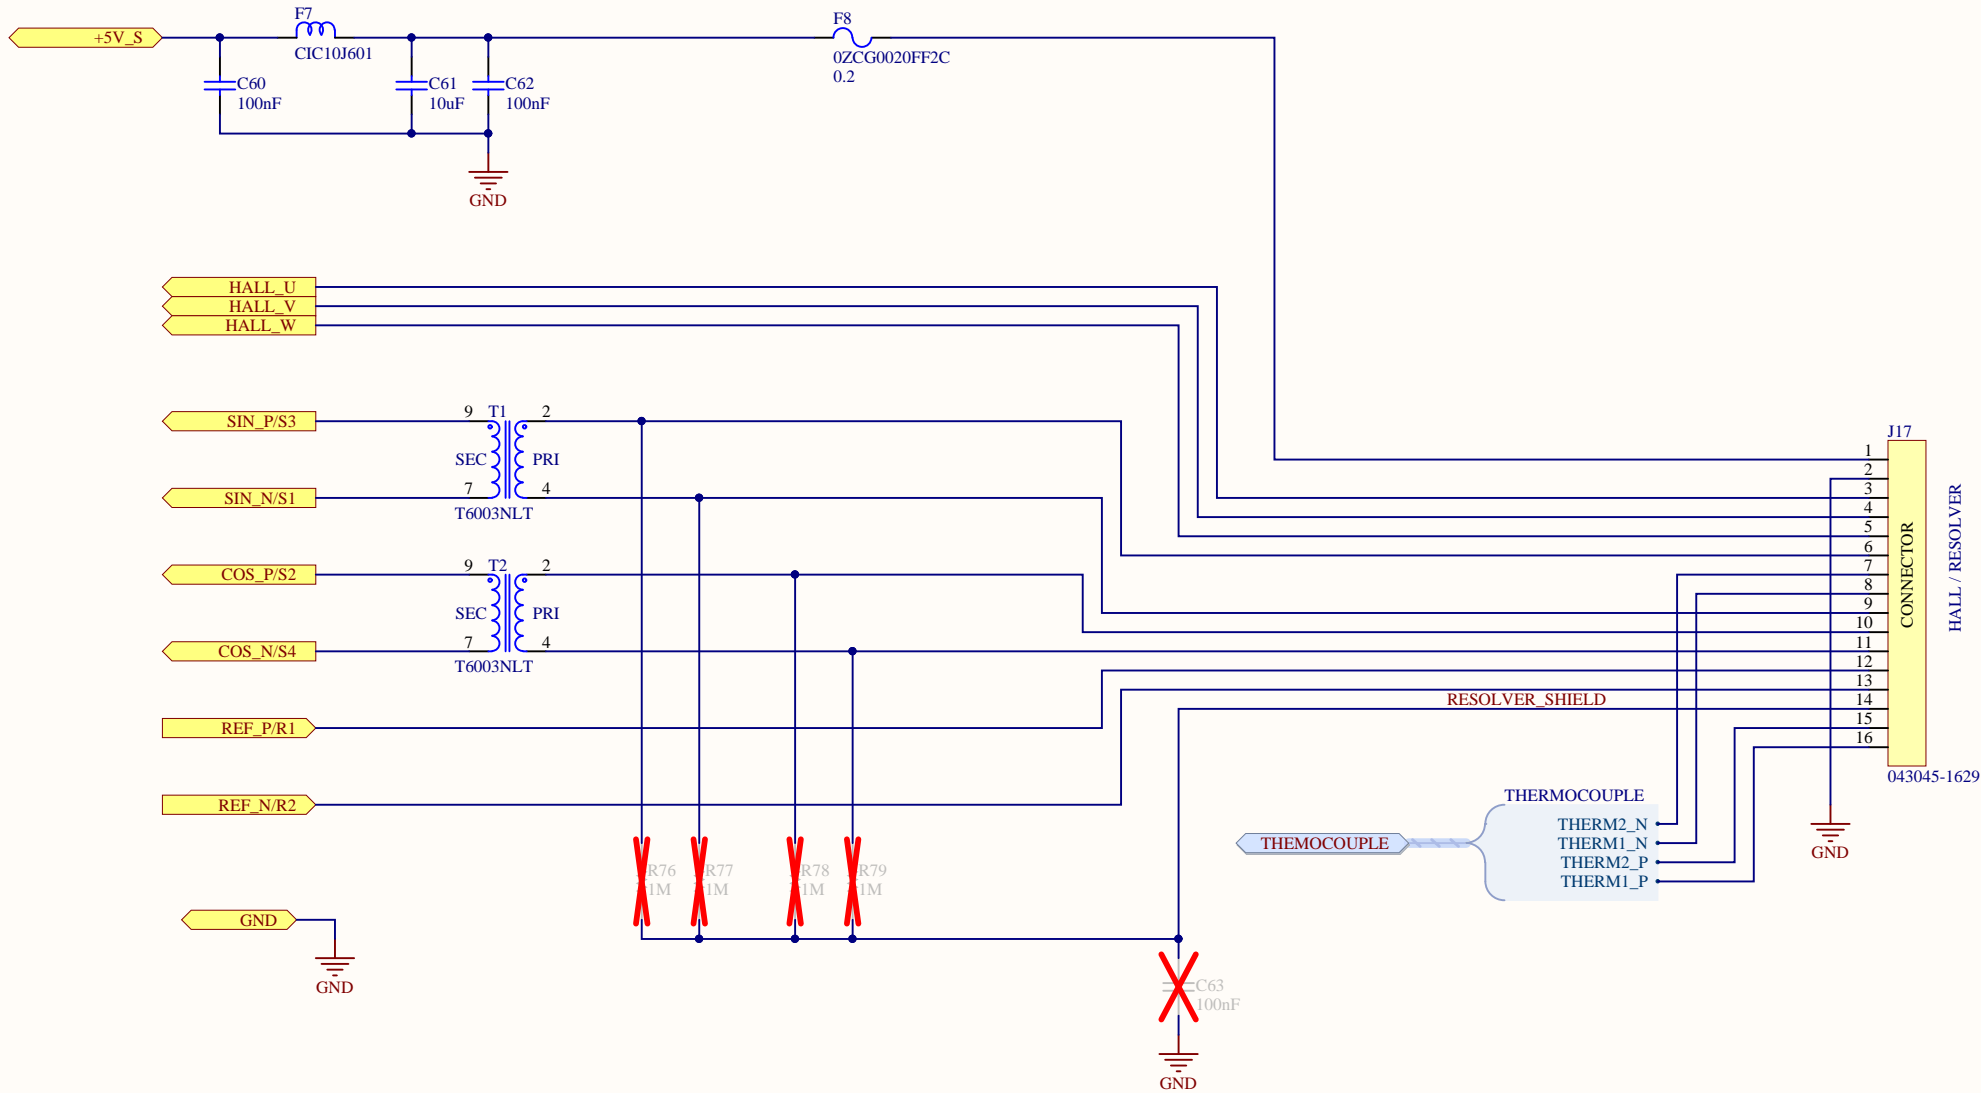 F7
+5V_S
CIC10J601
F8
0ZCG0020FF2C
0.2
C60
100nF
C61
10uF
C62
100nF
GND
HALL_U
HALL_V
HALL_W
SIN_P/S3
9
T1
2
SEC
PRI
SIN_N/S1
7
4
T6003NLT
COS_P/S2
9
T2
2
SEC
PRI
COS_N/S4
7
4
T6003NLT
REF_P/R1
REF_N/R2
J17
1
2
3
4
5
6
7
8
9
10
11
12
13
14
15
16
CONNECTOR
HALL / RESOLVER
043045-1629
RESOLVER_SHIELD
THERMOCOUPLE
THEMOCOUPLE
THERM2_N
THERM1_N
THERM2_P
THERM1_P
GND
R76
1M
R77
1M
R78
1M
R79
1M
GND
GND
C63
100nF
GND